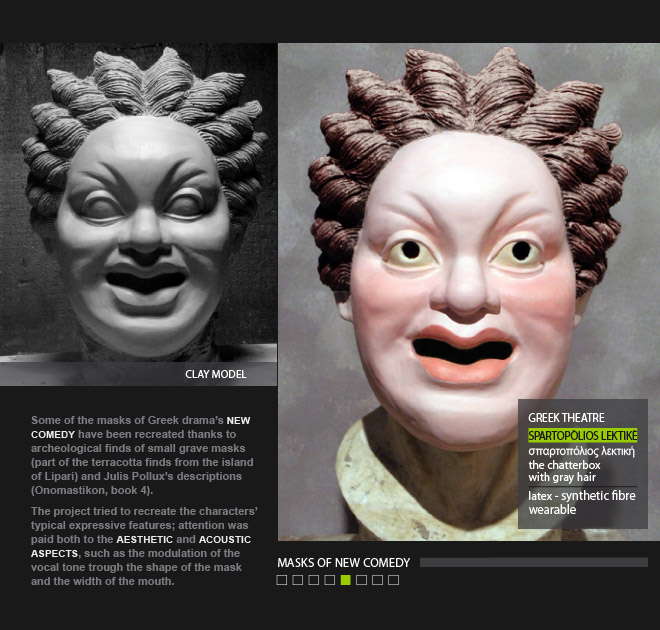 CLAY MODEL
Some of the masks of Greek drama's NEW
COMEDY have been recreated thanks to
archeological finds of small grave masks
(part of the terracotta finds from the island
of Lipari) and Julis Pollux's descriptions
(Onomastikon, book 4).
The project tried to recreate the characters'
typical expressive features; attention was
paid both to the AESTHETIC and ACOUSTIC
ASPECTS, such as the modulation of the
vocal tone trough the shape of the mask
and the width of the mouth.
GREEK THEATRE
SPARTOPÒLIOS LEKTIKÈ
σπαρτοπόλιος λεκτική
the chatterbox
with gray hair
latex - synthetic fibre
wearable
MASKS OF NEW COMEDY